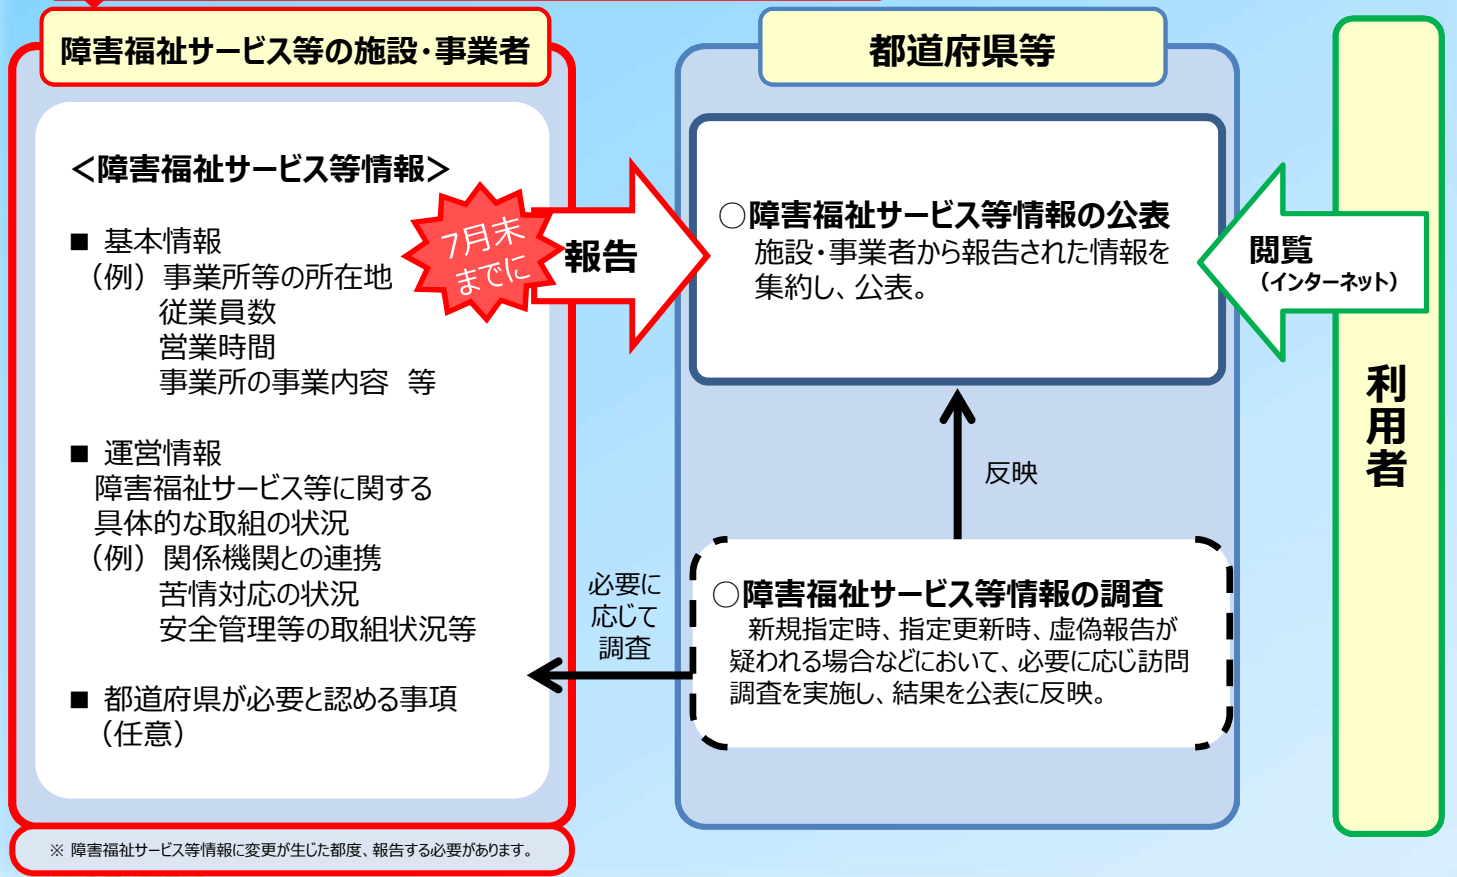 障害福祉サービス等の施設・事業者
＜障害福祉サービス等情報＞
■ 基本情報
（例）事業所等の所在地
従業員数
営業時間
事業所の事業内容 等
■ 運営情報
障害福祉サービス等に関する
具体的な取組の状況
（例）関係機関との連携
苦情対応の状況
安全管理等の取組状況等
■ 都道府県が必要と認める事項
（任意）
※ 障害福祉サービス等情報に変更が生じた都度、報告する必要があります。
7月末
までに
報告
必要に
応じて
調査
都道府県等
○障害福祉サービス等情報の公表
施設・事業者から報告された情報を
集約し、公表。
反映
○障害福祉サービス等情報の調査
新規指定時、指定更新時、虚偽報告が
疑われる場合などにおいて、必要に応じ訪問
調査を実施し、結果を公表に反映。
閲覧
（インターネット）
利用者